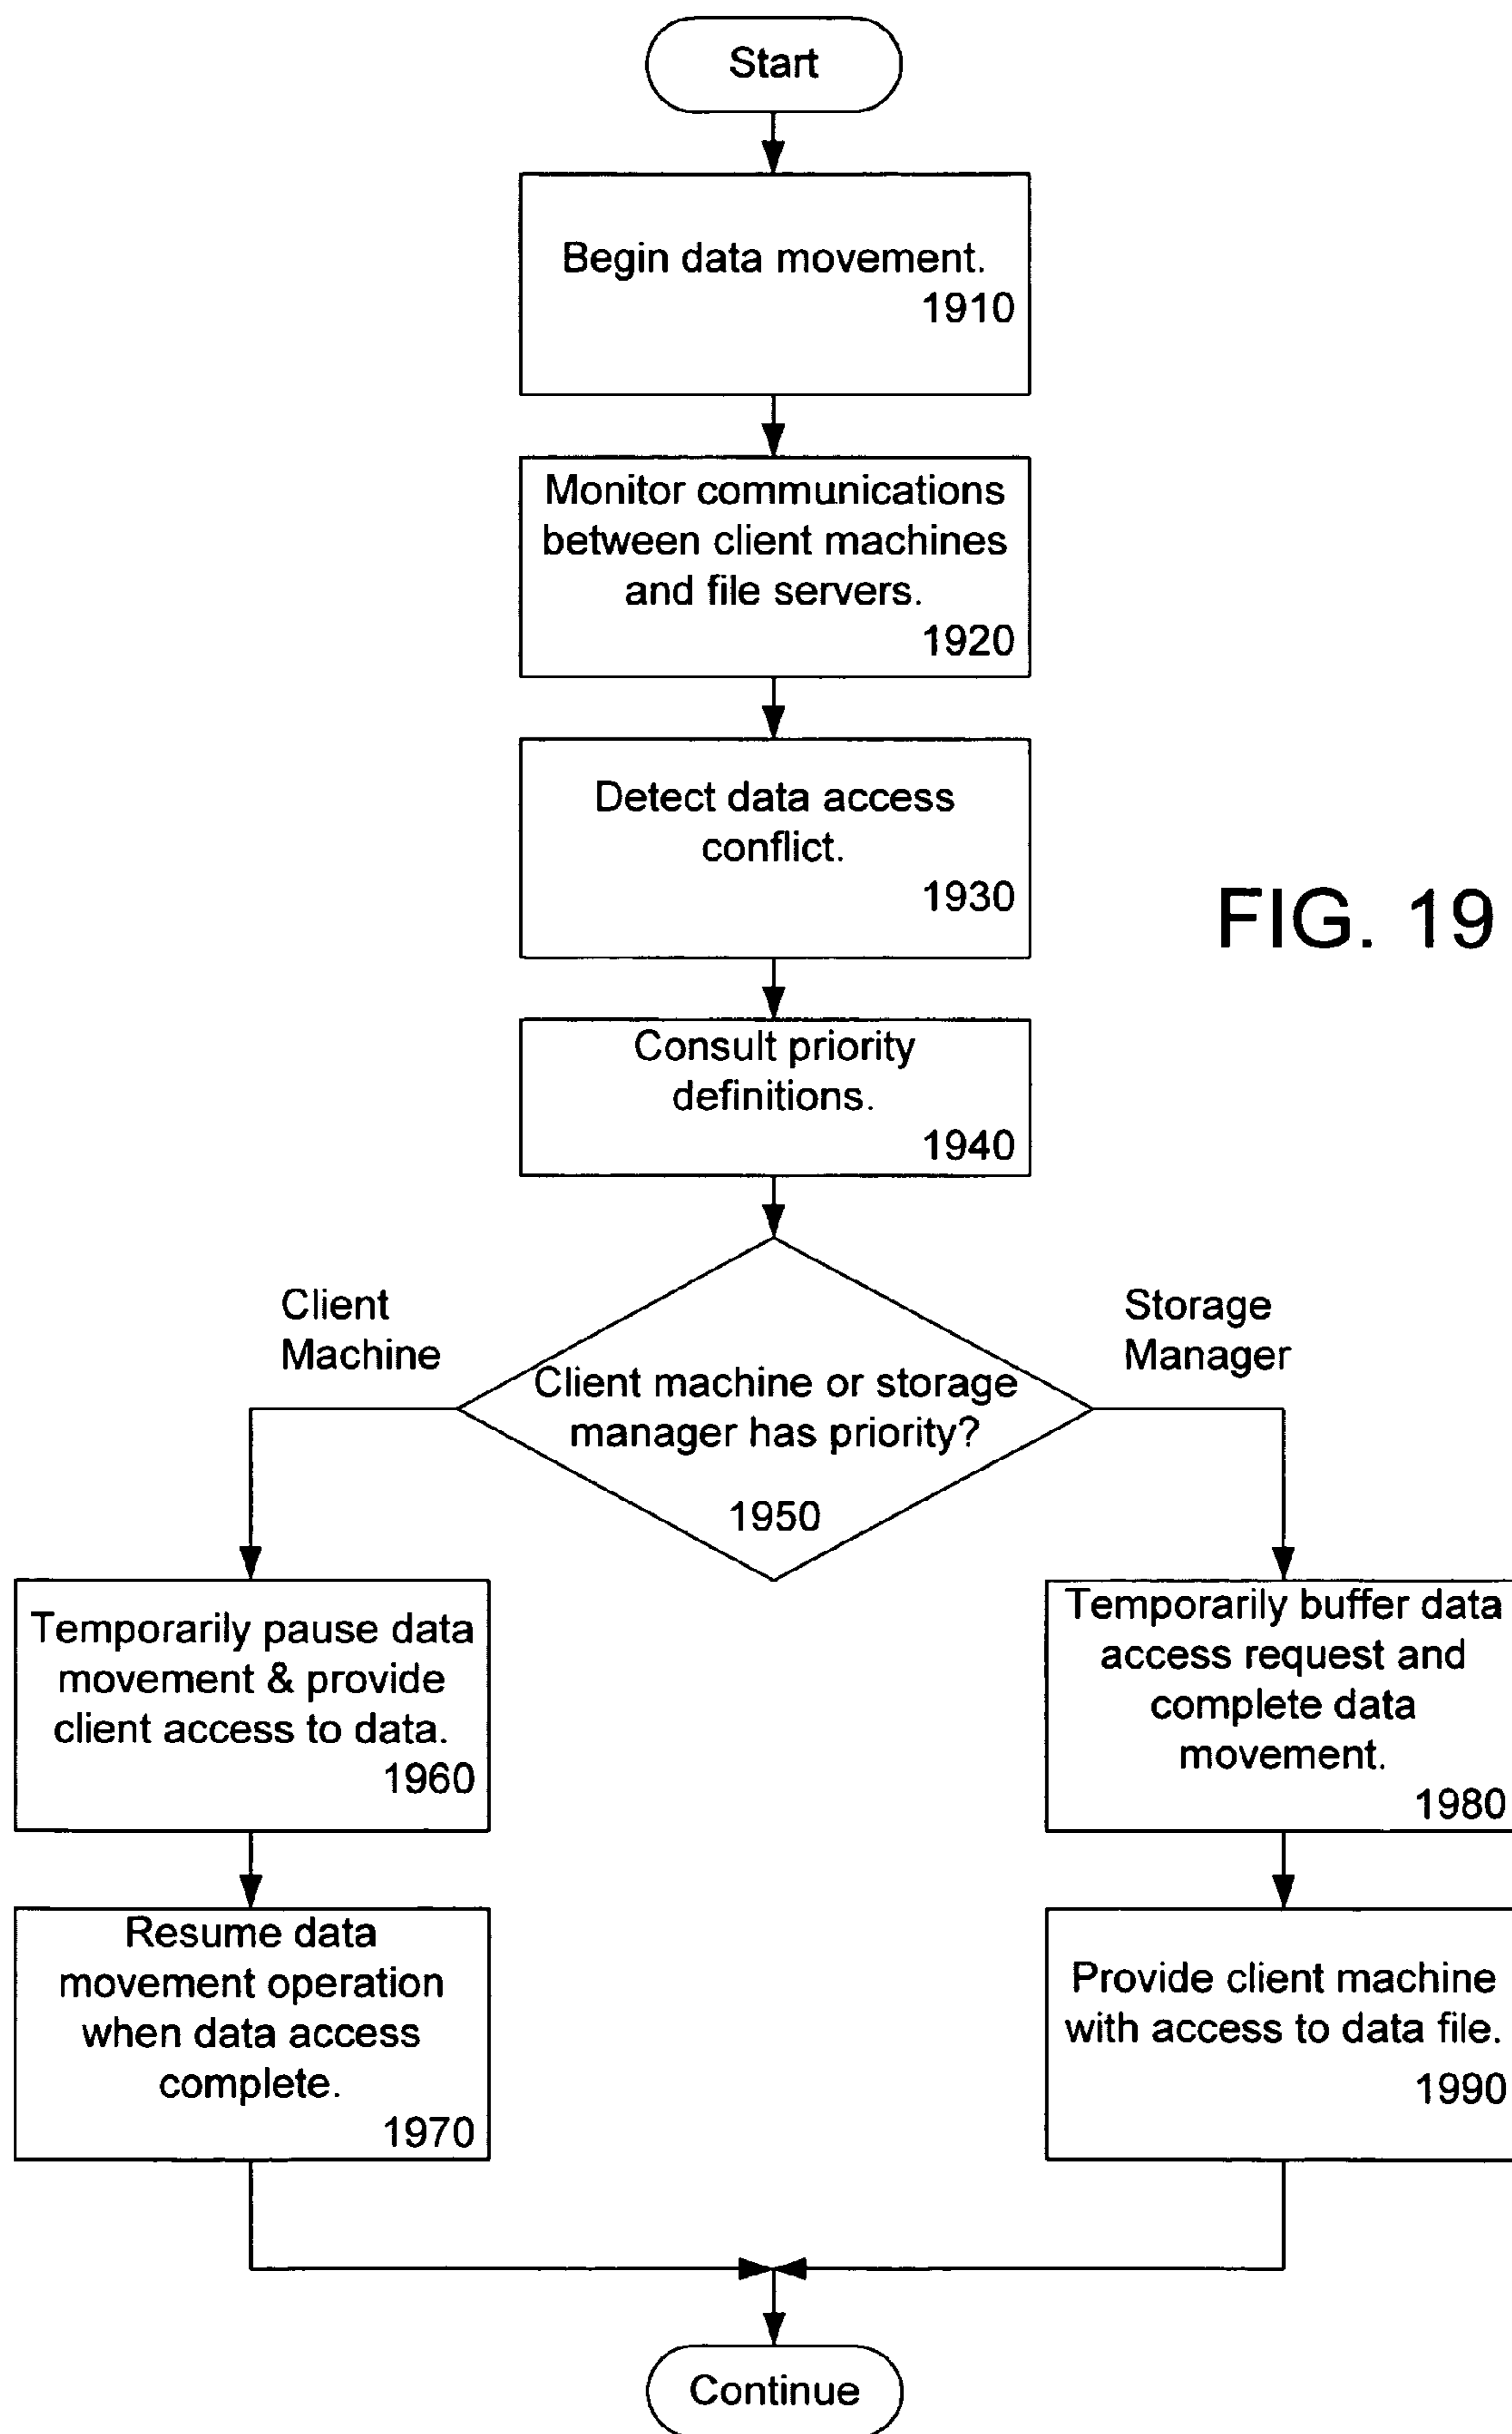 Start
Begin data movement.
1910
Monitor communications
between client machines
and file servers.
1920
Detect data access
conflict.
1930
FIG. 19
Consult priority
definitions.
1940
Client
Machine
Storage
Manager
Client machine or storage
manager has priority?
1950
Temporarily pause data
movement & provide
client access to data.
1960
Temporarily buffer data
access request and
complete data
movement.
1980
Resume data
movement operation
when data access
complete.
1970
Provide client machine
with access to data file.
1990
Continue